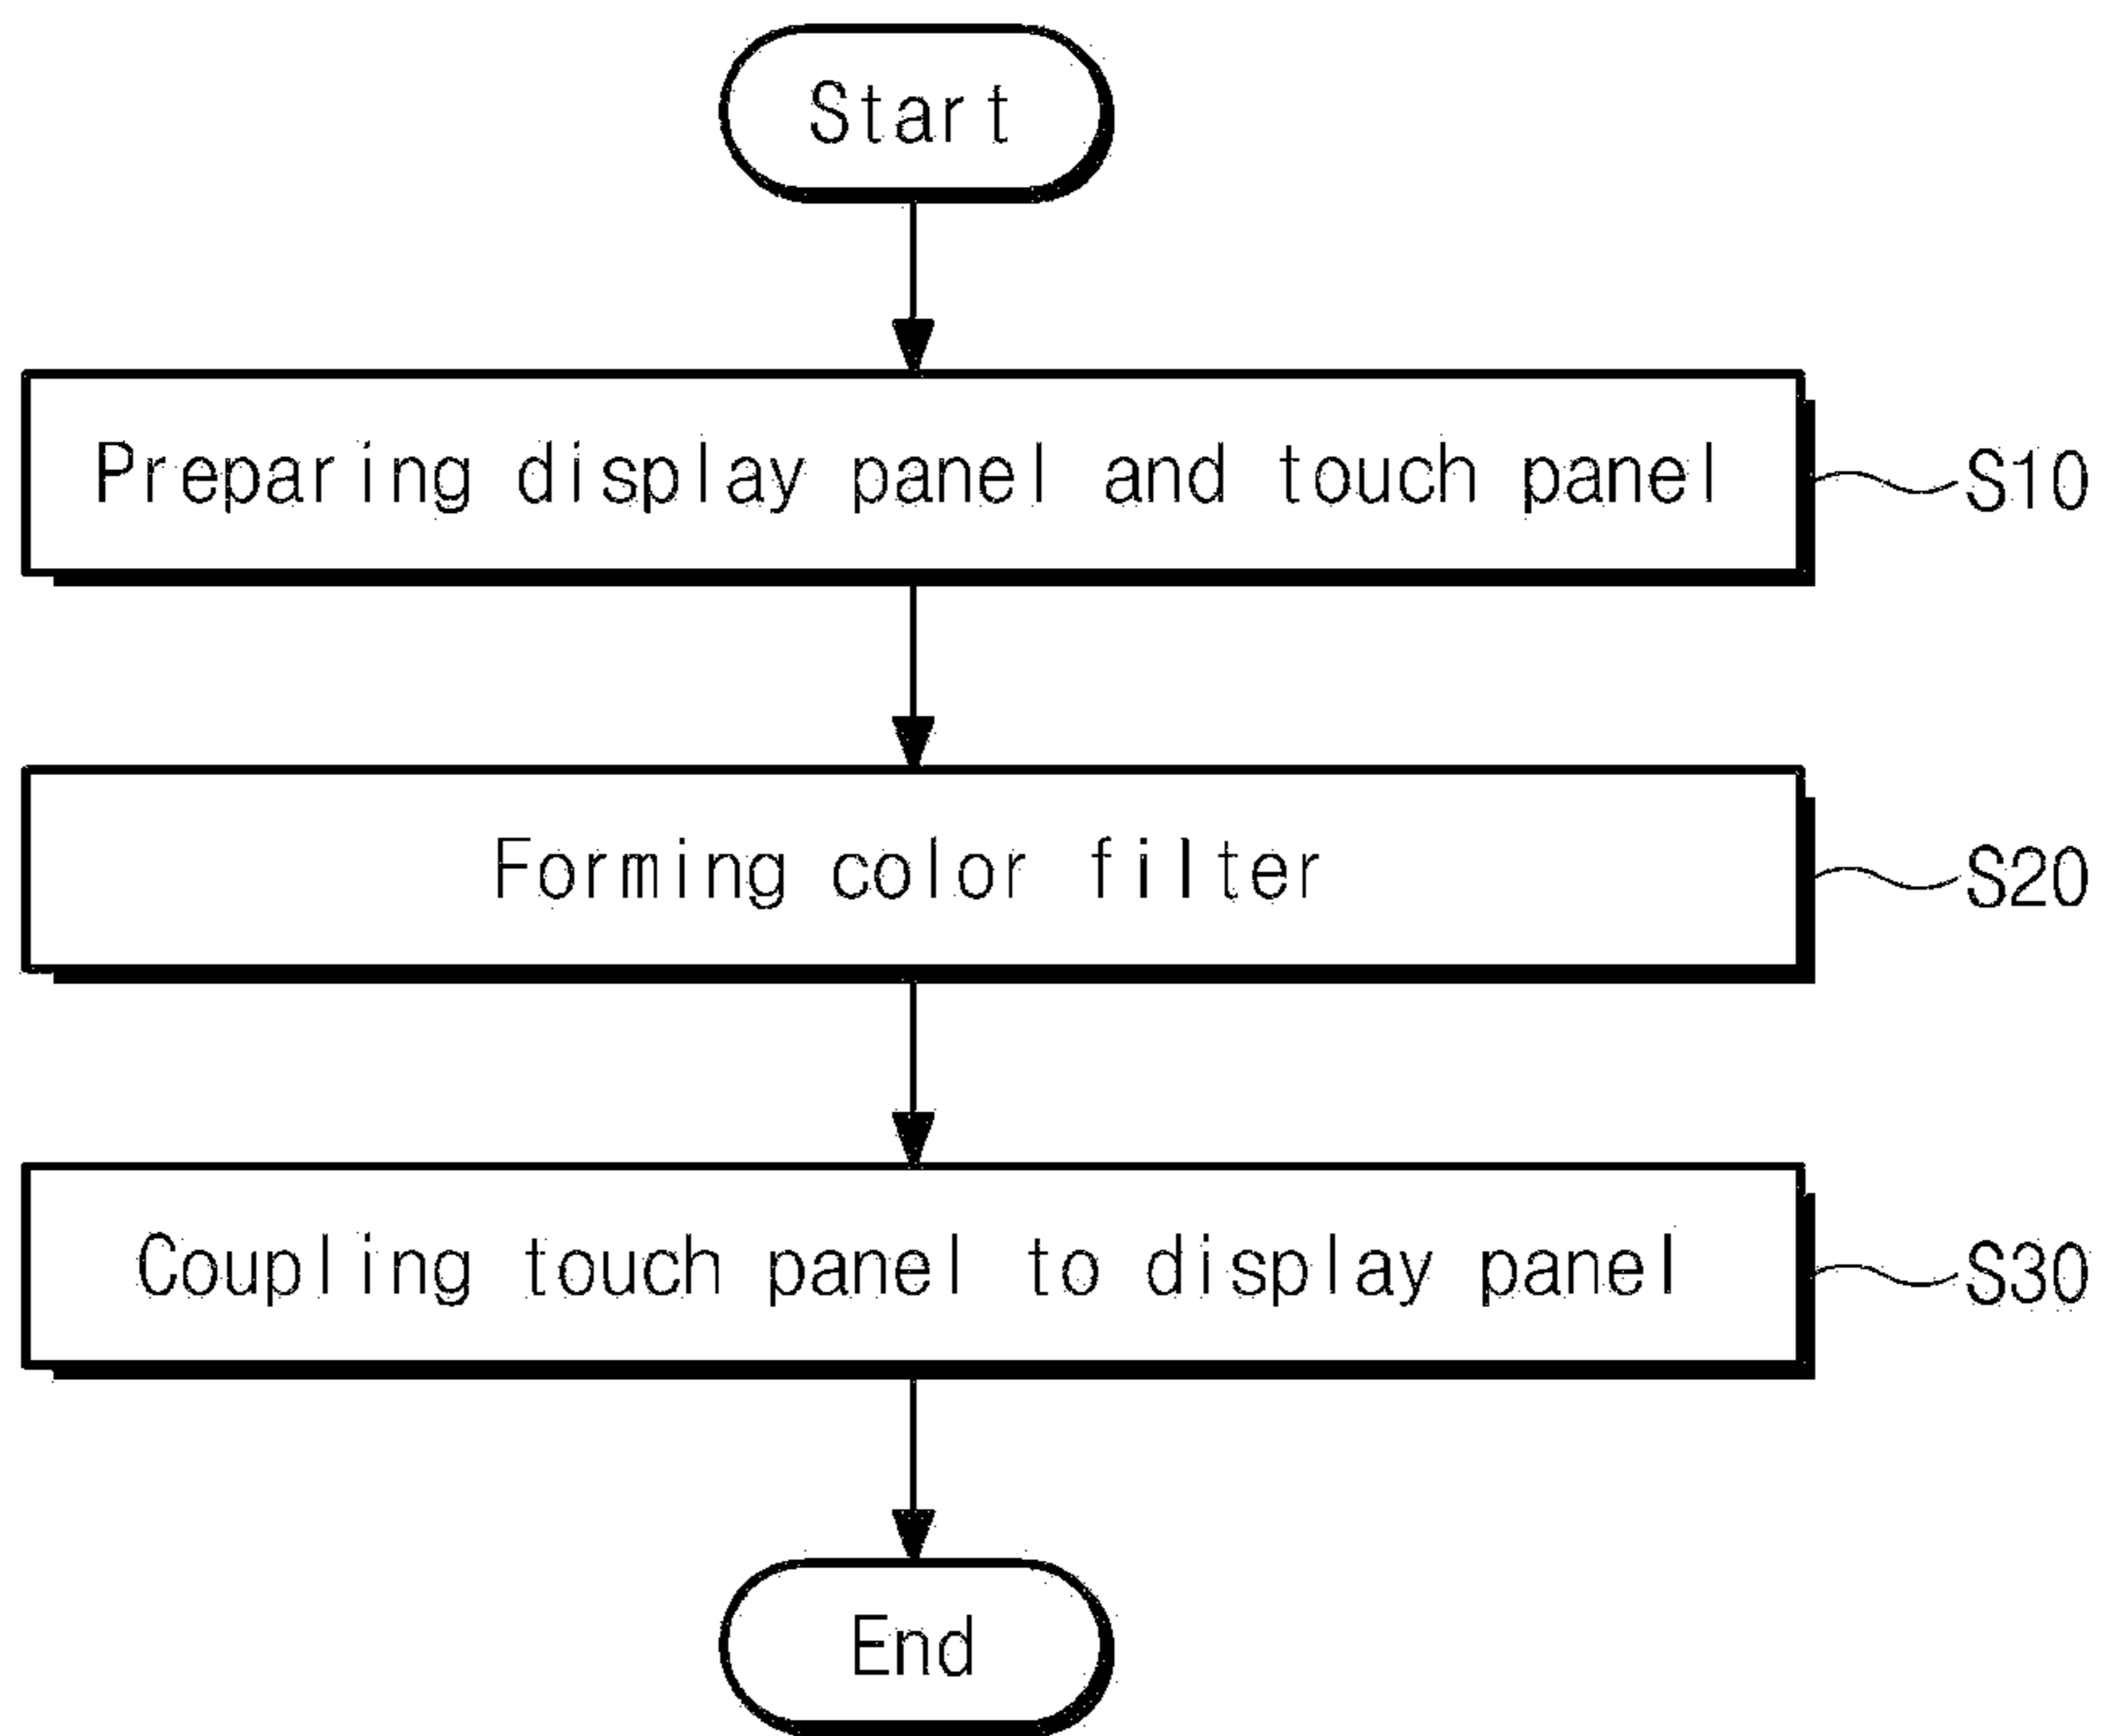 Start
Preparing display panel and touch panel
S10
Forming color filter
S20
Coupling touch panel to display panel
S30
End